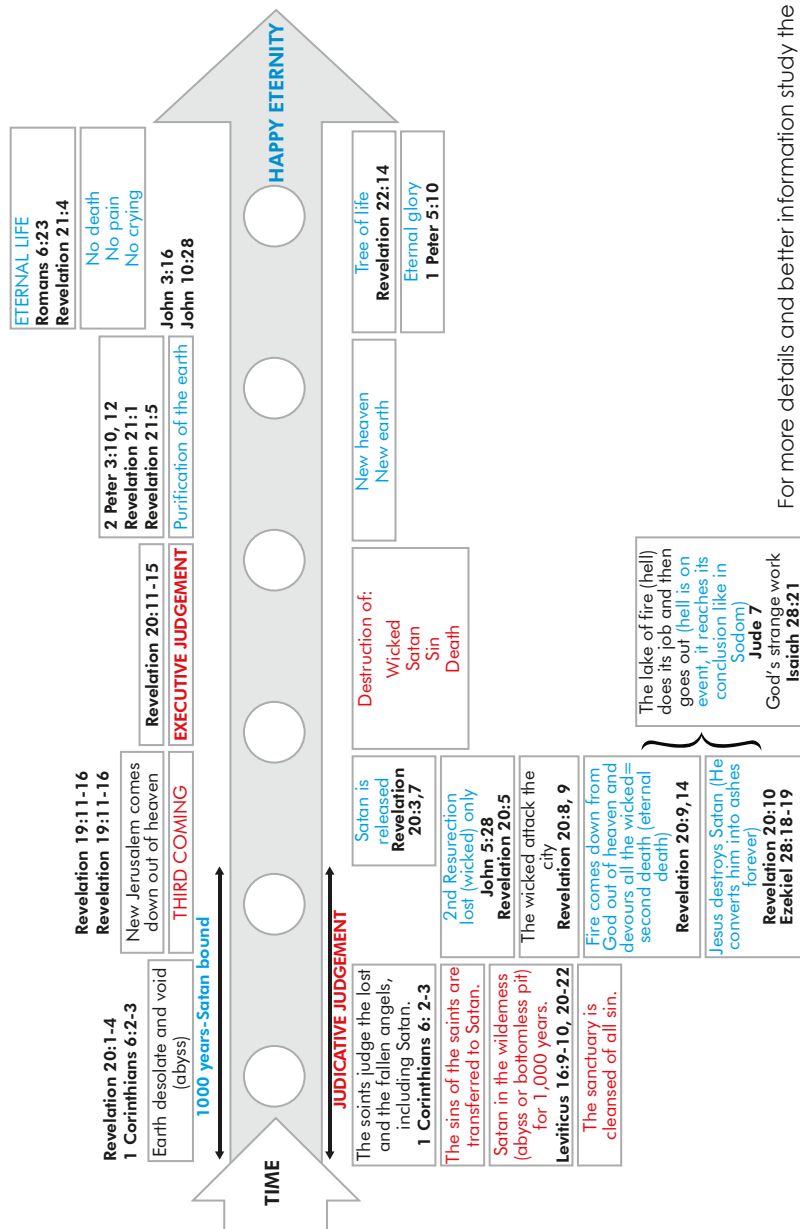 Revelation 20:1-4
1 Corinthians 6:2-3
Earth desolate and void
(abyss)
1000 years-Satan bound
Revelation 19:11-16
Revelation 19:11-16
New Jerusalem comes
down out of heaven
THIRD COMING
Revelation 20:11-15
EXECUTIVE JUDGEMENT
2 Peter 3:10, 12
Revelation 21:1
Revelation 21:5
Purification of the earth
ETERNAL LIFE
Romans 6:23
Revelation 21:4
No death
No pain
No crying
John 3:16
John 10:28
TIME
HAPPY ETERNITY
JUDICATIVE JUDGEMENT
The soints judge the lost
and the fallen angels,
including Satan.
1 Corinthians 6: 2-3
The sins of the saints are
transferred to Satan.
Satan in the wilderness
(abyss or bottomless pit)
for 1,000 years.
Leviticus 16:9-10, 20-22
The sanctuary is
cleansed of all sin.
Satan is
released
Revelation
20:3,7
2nd Resurection
lost (wicked) only
John 5:28
Revelation 20:5
The wicked attack the
city
Revelation 20:8, 9
Fire comes down from
God out of heaven and
devours all the wicked=
second death (eternal
death)
Revelation 20:9,14
Jesus destroys Satan (He
converts him into ashes
forever)
Revelation 20:10
Ezekiel 28:18-19
Destruction of:
Wicked
Satan
Sin
Death
The lake of fire (hell)
does its job and then
goes out (hell is on
event, it reaches its
conclusion like in
Sodom)
Jude 7
God's strange work
Isaiah 28:21
New heaven
New earth
Tree of life
Revelation 22:14
Eternal glory
1 Peter 5:10
For more details and better information study the